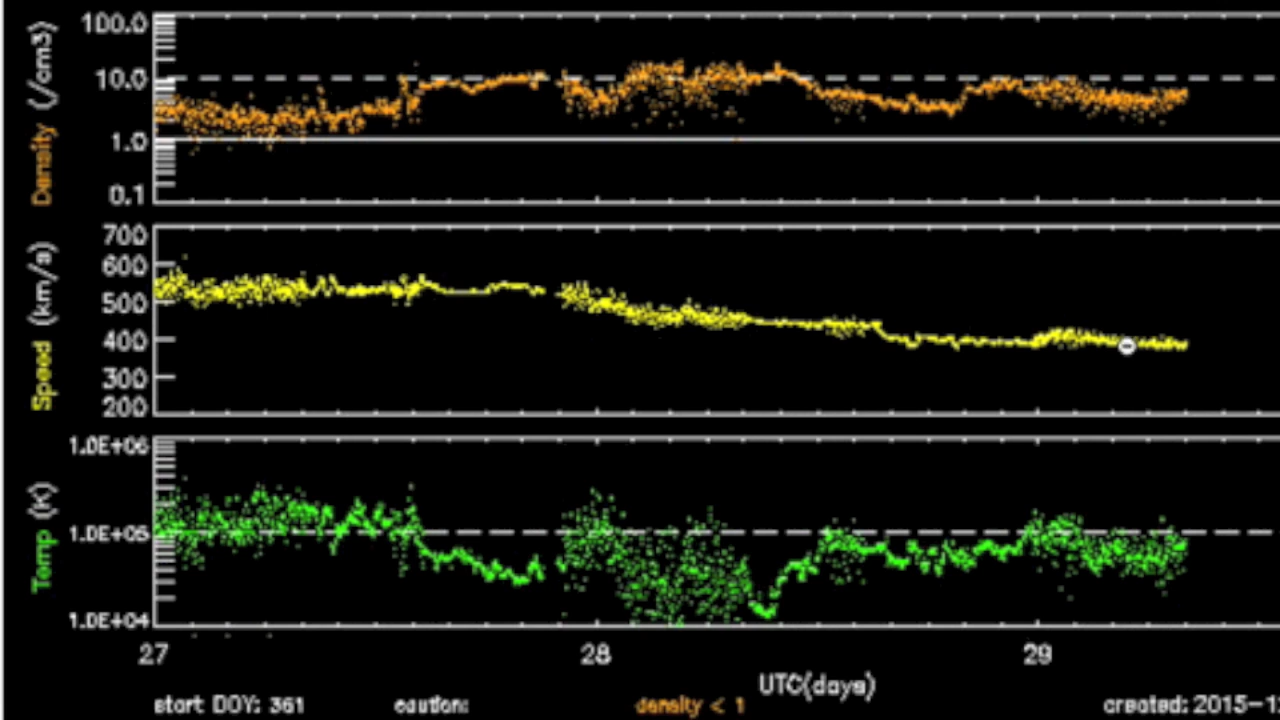 100.0
10.0
1.0
0.1
Density (/cm3)
700
600
500
400
300
200
Speed (km/s)
1.0E+06
1.0E+05
1.0E+04
Temp (K)
27 28 29
UTC(days)
start DOY: 361 caution: density < 1 created: 2015-1